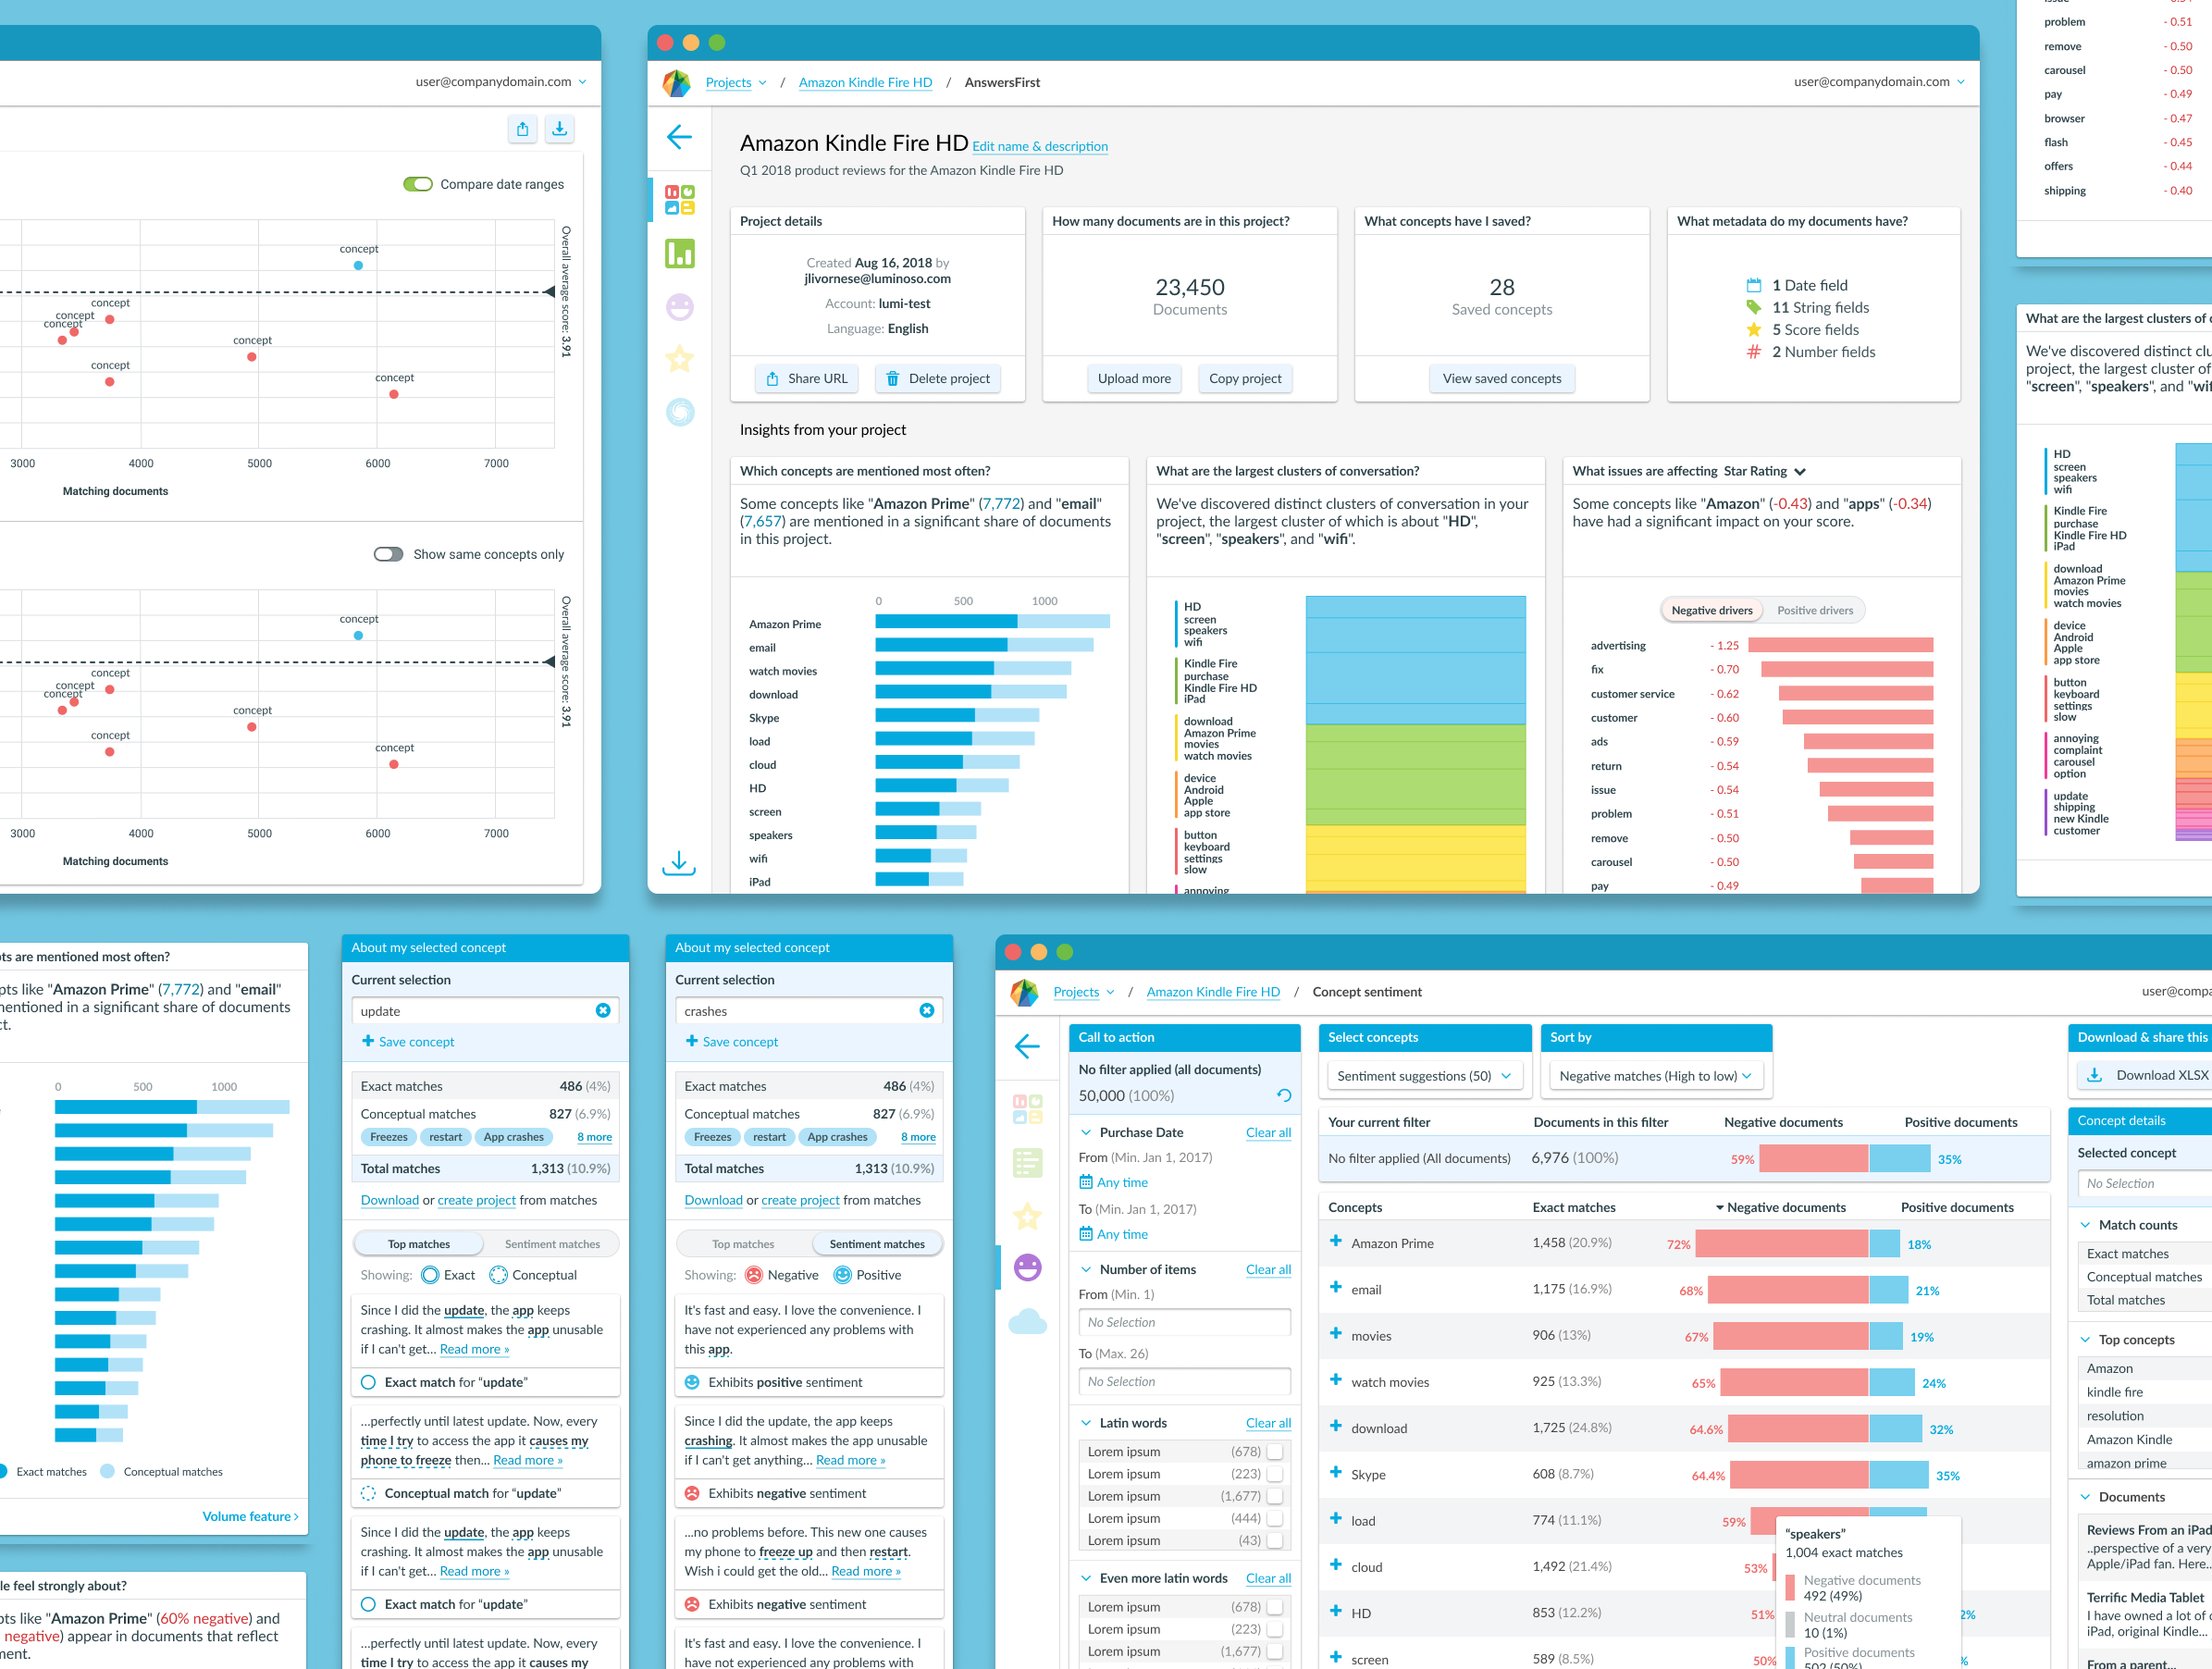 user@companydomain.com
Compare date ranges
concept
concept
concept
concept
concept
concept
concept
Overall average score: 3.91
3000 4000 5000 6000 7000
Matching documents
Show same concepts only
concept
concept
concept
concept
concept
concept
concept
Overall average score: 3.91
3000 4000 5000 6000 7000
Matching documents
Projects / Amazon Kindle Fire HD / AnswersFirst
user@companydomain.com
Amazon Kindle Fire HD Edit name & description
Q1 2018 product reviews for the Amazon Kindle Fire HD
Project details
Created Aug 16, 2018 by
jlivornese@luminoso.com
Account: lumi-test
Language: English
Share URL Delete project
How many documents are in this project?
23,450
Documents
Upload more Copy project
What concepts have I saved?
28
Saved concepts
View saved concepts
What metadata do my documents have?
1 Date field
11 String fields
5 Score fields
2 Number fields
Insights from your project
Which concepts are mentioned most often?
Some concepts like "Amazon Prime" (7,772) and "email"
(7,657) are mentioned in a significant share of documents
in this project.
0 500 1000
Amazon Prime
email
watch movies
download
Skype
load
cloud
HD
screen
speakers
wifi
iPad
What are the largest clusters of conversation?
We've discovered distinct clusters of conversation in your
project, the largest cluster of which is about "HD",
"screen", "speakers", and "wifi".
HD
screen
speakers
wifi
Kindle Fire
purchase
Kindle Fire HD
iPad
download
Amazon Prime
movies
watch movies
device
Android
Apple
app store
button
keyboard
settings
slow
annoying
What issues are affecting Star Rating
Some concepts like "Amazon" (-0.43) and "apps" (-0.34)
have had a significant impact on your score.
Negative drivers Positive drivers
advertising - 1.25
fix - 0.70
customer service - 0.62
customer - 0.60
ads - 0.59
return - 0.54
issue - 0.54
problem - 0.51
remove - 0.50
carousel - 0.50
pay - 0.49
problem - 0.51
remove - 0.50
carousel - 0.50
pay - 0.49
browser - 0.47
flash - 0.45
offers - 0.44
shipping - 0.40
What are the largest clusters of
We've discovered distinct
project, the largest cluster of
"screen", "speakers", and
HD
screen
speakers
wifi
Kindle Fire
purchase
Kindle Fire HD
iPad
download
Amazon Prime
movies
watch movies
device
Android
Apple
app store
button
keyboard
settings
slow
annoying
complaint
carousel
option
update
shipping
new Kindle
customer
pts are mentioned most often?
pts like "Amazon Prime" (7,772) and "email"
mentioned in a significant share of documents
ct.
0 500 1000
Exact matches Conceptual matches
Volume feature >
le feel strongly about?
pts like "Amazon Prime" (60% negative) and
negative) appear in documents that reflect
ment.
About my selected concept
Current selection
update
+ Save concept
Exact matches 486 (4%)
Conceptual matches 827 (6.9%)
Freezes restart App crashes 8 more
Total matches 1,313 (10.9%)
Download or create project from matches
Top matches Sentiment matches
Showing: Exact Conceptual
Since I did the update, the app keeps
crashing. It almost makes the app unusable
if I can't get... Read more »
Exact match for “update”
...perfectly until latest update. Now, every
time I try to access the app it causes my
phone to freeze then... Read more »
Conceptual match for “update”
Since I did the update, the app keeps
crashing. It almost makes the app unusable
if I can't get... Read more »
Exact match for “update”
...perfectly until latest update. Now, every
time I try to access the app it causes my
About my selected concept
Current selection
crashes
+ Save concept
Exact matches 486 (4%)
Conceptual matches 827 (6.9%)
Freezes restart App crashes 8 more
Total matches 1,313 (10.9%)
Download or create project from matches
Top matches Sentiment matches
Showing: Negative Positive
It's fast and easy. I love the convenience. I
have not experienced any problems with
this app.
Exhibits positive sentiment
Since I did the update, the app keeps
crashing. It almost makes the app unusable
if I can't get anything... Read more »
Exhibits negative sentiment
...no problems before. This new one causes
my phone to freeze up and then restart.
Wish i could get the old... Read more »
Exhibits negative sentiment
It's fast and easy. I love the convenience. I
have not experienced any problems with
Projects / Amazon Kindle Fire HD / Concept sentiment
user@compa
Call to action
No filter applied (all documents)
50,000 (100%)
Purchase Date Clear all
From (Min. Jan 1, 2017)
Any time
To (Min. Jan 1, 2017)
Any time
Number of items Clear all
From (Min. 1)
No Selection
To (Max. 26)
No Selection
Latin words Clear all
Lorem ipsum (678)
Lorem ipsum (223)
Lorem ipsum (1,677)
Lorem ipsum (444)
Lorem ipsum (43)
Even more latin words Clear all
Lorem ipsum (678)
Lorem ipsum (223)
Lorem ipsum (1,677)
Select concepts
Sentiment suggestions (50)
Sort by
Negative matches (High to low)
Your current filter Documents in this filter Negative documents Positive documents
No filter applied (All documents) 6,976 (100%) 59% 35%
Concepts Exact matches Negative documents Positive documents
+ Amazon Prime 1,458 (20.9%) 72% 18%
+ email 1,175 (16.9%) 68% 21%
+ movies 906 (13%) 67% 19%
+ watch movies 925 (13.3%) 65% 24%
+ download 1,725 (24.8%) 64.6% 32%
+ Skype 608 (8.7%) 64.4% 35%
+ load 774 (11.1%) 59%
+ cloud 1,492 (21.4%) 53%
+ HD 853 (12.2%) 51% 2%
+ screen 589 (8.5%) 50% %
“speakers”
1,004 exact matches
Negative documents
492 (49%)
Neutral documents
10 (1%)
Positive documents
502 (50%)
Download & share this
Download XLSX
Concept details
Selected concept
No Selection
Match counts
Exact matches
Conceptual matches
Total matches
Top concepts
Amazon
kindle fire
resolution
Amazon Kindle
amazon prime
Documents
Reviews From an iPad
..perspective of a very
Apple/iPad fan. Here..
Terrific Media Tablet
I have owned a lot of
iPad, original Kindle...
From a parent...